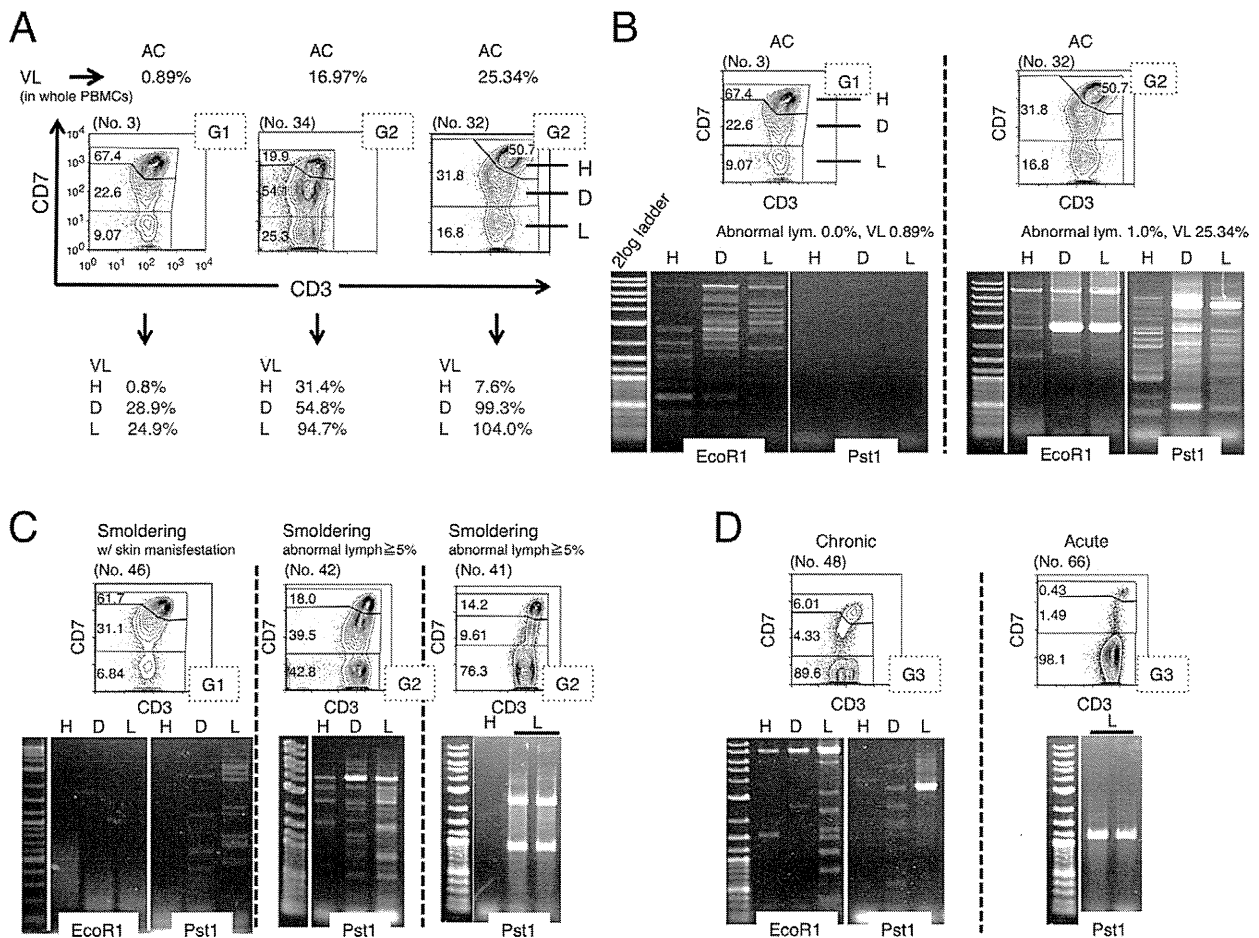 A
AC AC AC
VL 0.89% 16.97% 25.34%
(in whole PBMCs)
(No. 3) G1 (No. 34) G2 (No. 32) G2
CD7
10⁴
10³
10²
10¹
10⁰
67.4
22.6
9.07
19.9
54.1
25.3
50.7
31.8
16.8
H
D
L
10⁰ 10¹ 10² 10³ 10⁴
CD3
VL VL VL
H 0.8% H 31.4% H 7.6%
D 28.9% D 54.8% D 99.3%
L 24.9% L 94.7% L 104.0%
B
AC AC
(No. 3) G1 (No. 32) G2
CD7
67.4
22.6
9.07
H
D
L
CD7
50.7
31.8
16.8
CD3 CD3
2log ladder
Abnormal lym. 0.0%, VL 0.89% Abnormal lym. 1.0%, VL 25.34%
H D L H D L H D L H D L
EcoR1 Pst1 EcoR1 Pst1
C
Smoldering Smoldering Smoldering
w/ skin manisfestation abnormal lymph≧5% abnormal lymph≧5%
(No. 46) (No. 42) (No. 41)
CD7
61.7
31.1
6.84
G1
CD7
18.0
39.5
42.8
G2
CD7
14.2
9.61
76.3
G2
CD3 CD3 CD3
H D L H D L H D L H L
EcoR1 Pst1 Pst1 Pst1
D
Chronic Acute
(No. 48) (No. 66)
CD7
6.01
4.33
89.6
G3
CD7
0.43
1.49
98.1
G3
CD3 CD3
H D L H D L L
EcoR1 Pst1 Pst1